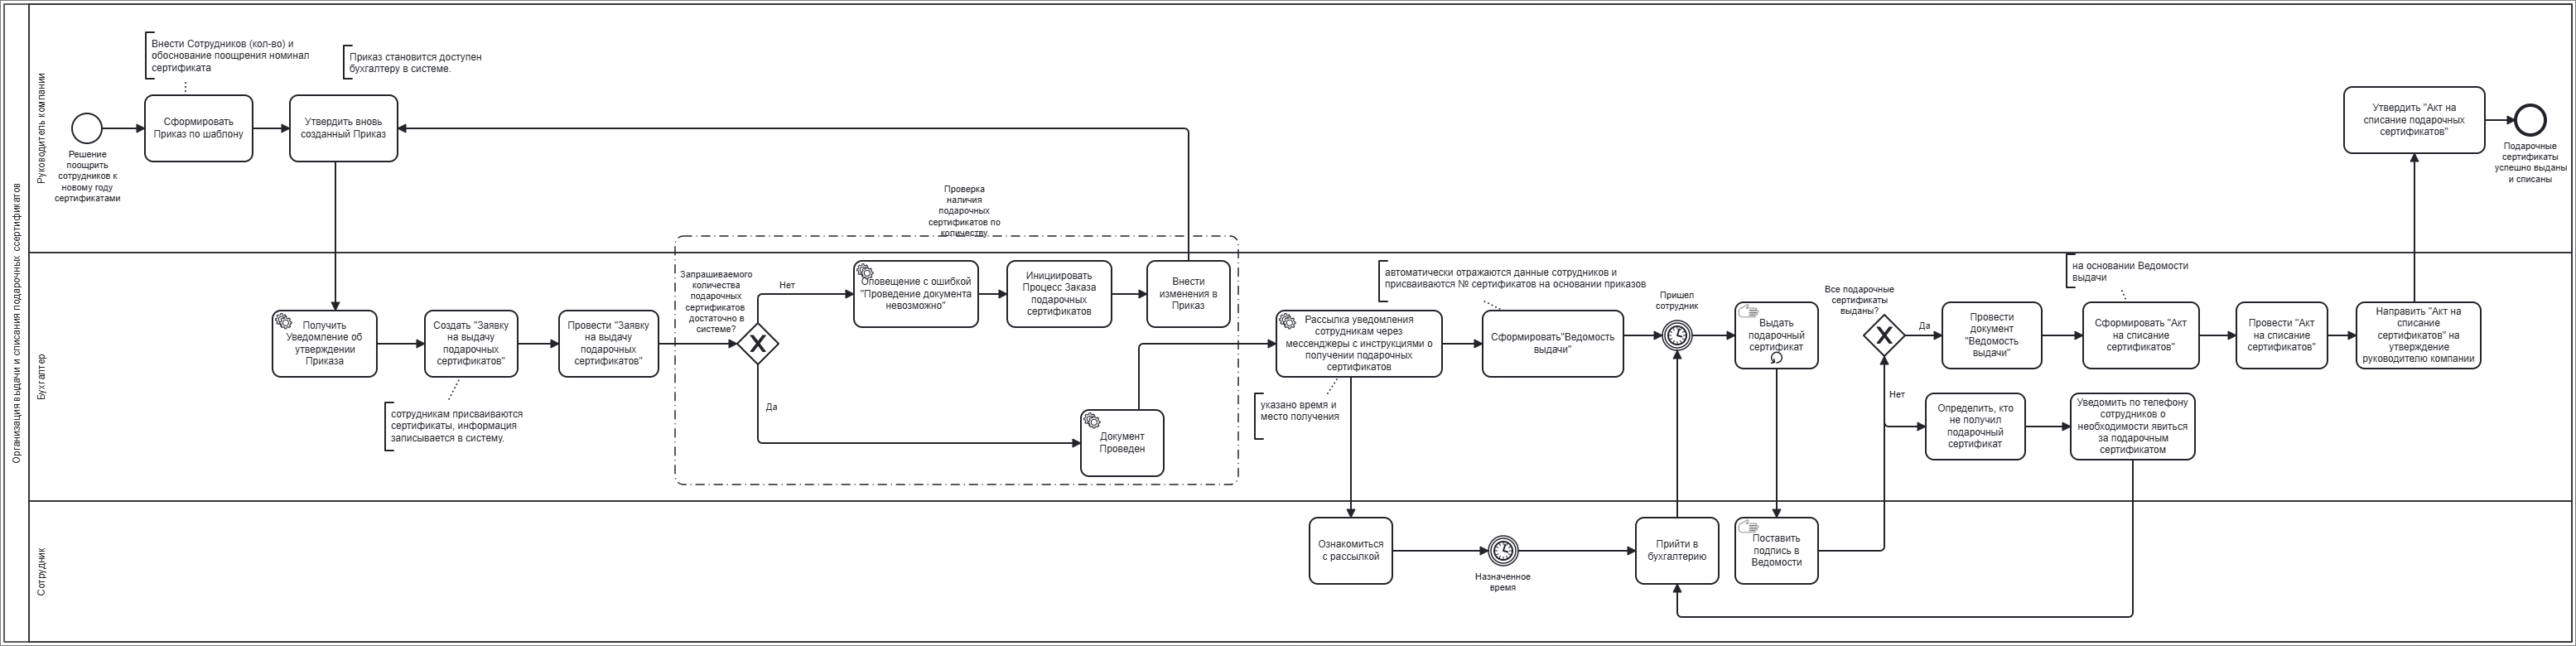 Организация выдачи и списания подарочных ссертификатов
Руководитель компании
Внести Сотрудников (кол-во) и
обоснование поощрения номинал
сертификата
Приказ становится доступен
бухгалтеру в системе.
Решение
поощрить
сотрудников к
новому году
сертификатами
Сформировать
Приказ по шаблону
Утвердить вновь
созданный Приказ
Утвердить "Акт на
списание подарочных
сертификатов"
Подарочные
сертификаты
успешно выданы
и списаны
Проверка
наличия
подарочных
сертификатов по
количеству
Бухгалтер
Получить
Уведомление об
утверждении
Приказа
Создать "Заявку
на выдачу
подарочных
сертификатов"
сотрудникам присваиваются
сертификаты, информация
записывается в систему.
Провести "Заявку
на выдачу
подарочных
сертификатов"
Запрашиваемого
количества
подарочных
сертификатов
достаточно в
системе?
Нет
Да
Оповещение с ошибкой
"Проведение документа
невозможно"
Инициировать
Процесс Заказа
подарочных
сертификатов
Внести
изменения в
Приказ
Документ
Проведен
Рассылка уведомления
сотрудникам через
мессенджеры с инструкциями о
получении подарочных
сертификатов
указано время и
место получения
автоматически отражаются данные сотрудников и
присваиваются № сертификатов на основании приказов
Сформировать"Ведомость
выдачи"
Пришел
сотрудник
Выдать
подарочный
сертификат
Все подарочные
сертификаты
выданы?
Да
Нет
Провести
документ
"Ведомость
выдачи"
на основании Ведомости
выдачи
Сформировать "Акт
на списание
сертификатов"
Провести "Акт
на списание
сертификатов"
Направить "Акт на
списание
сертификатов" на
утверждение
руководителю компании
Определить, кто
не получил
подарочный
сертификат
Уведомить по телефону
сотрудников о
необходимости явиться
за подарочным
сертификатом
Сотрудник
Ознакомиться
с рассылкой
Назначенное
время
Прийти в
бухгалтерию
Поставить
подпись в
Ведомости